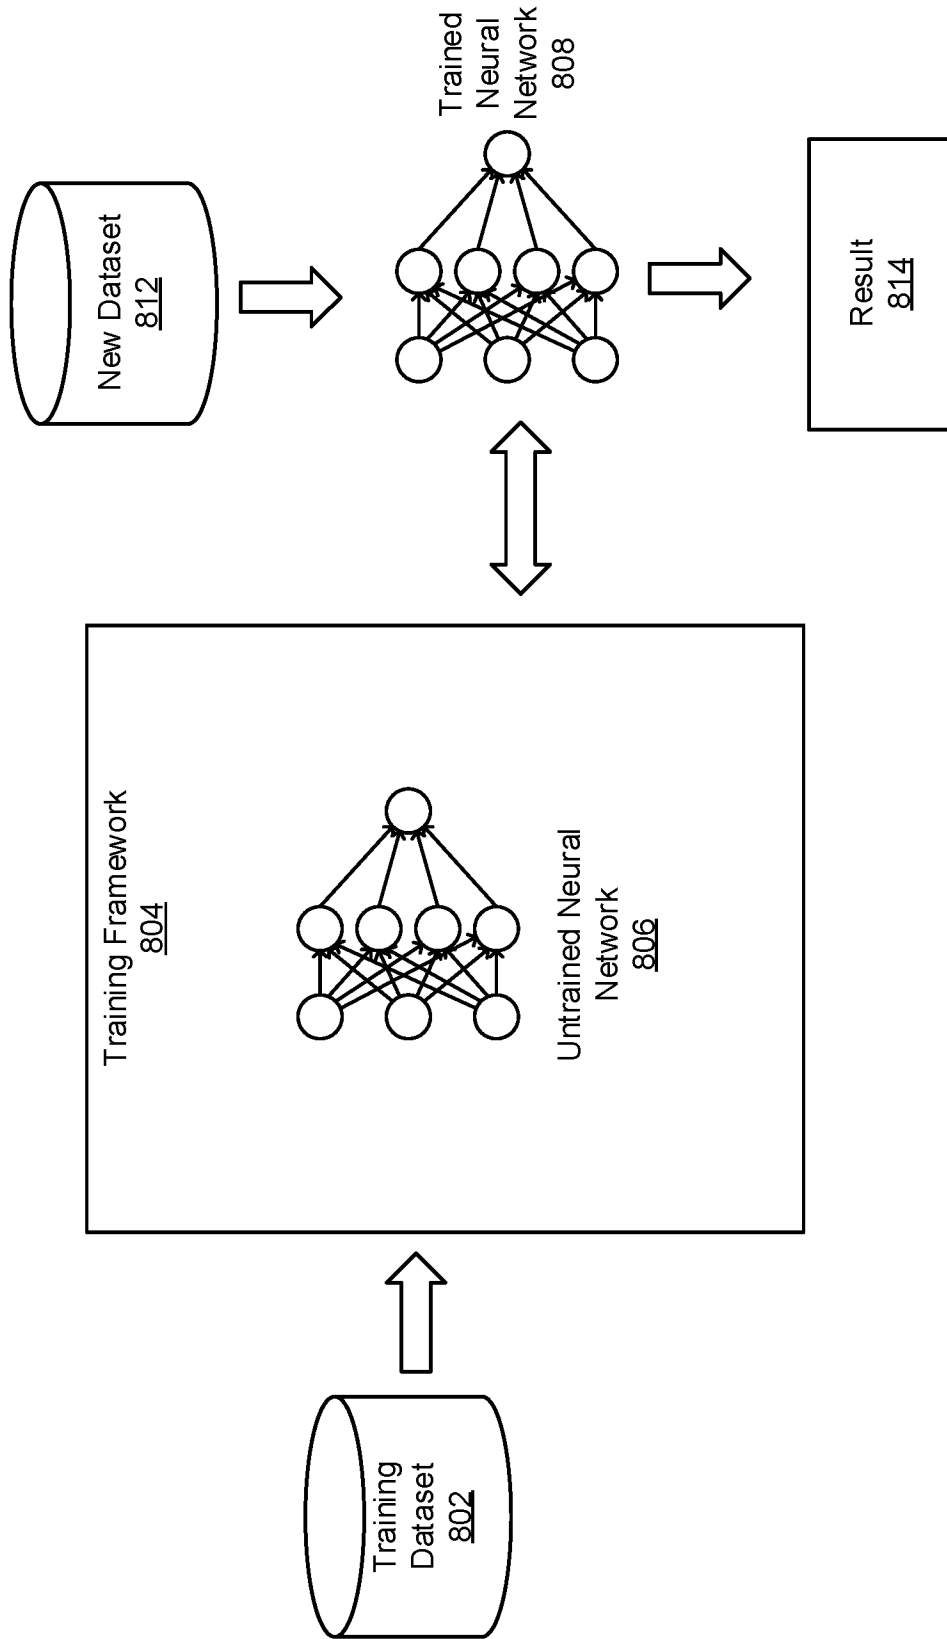 Training
Dataset
802
Training Framework
804
Untrained Neural
Network
806
New Dataset
812
Trained
Neural
Network
808
Result
814